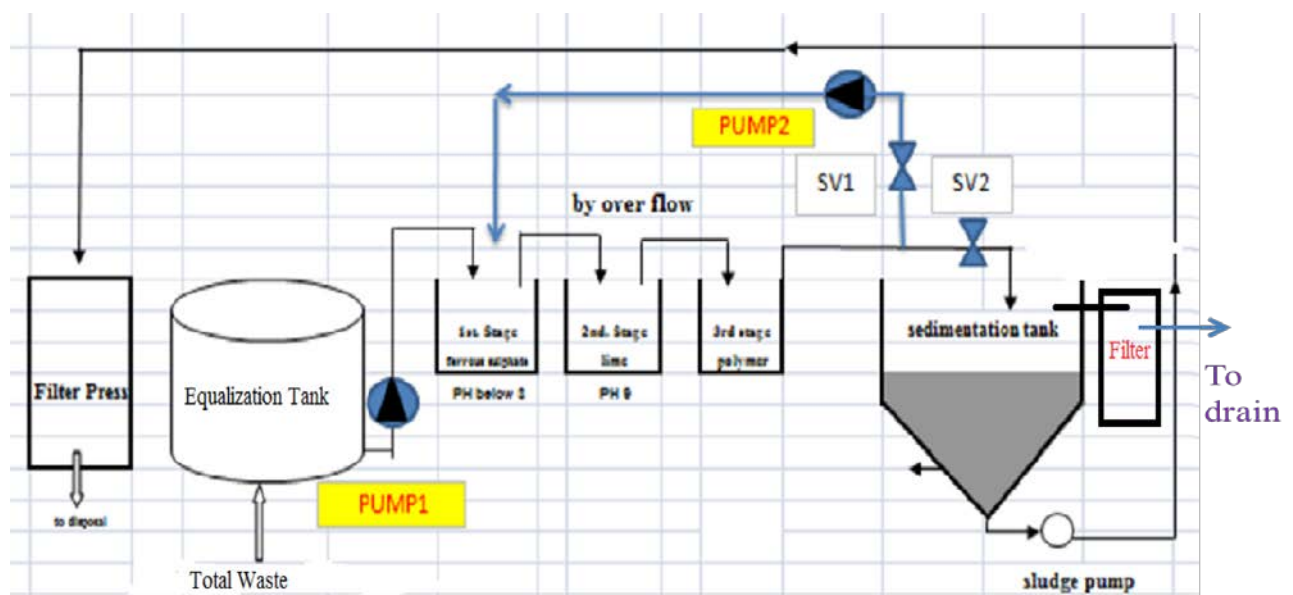 PUMP2
SV1
SV2
by over flow
1st. Stage
ferrous sulphate
PH below 3
2nd. Stage
lime
PH 9
3rd stage
polymer
sedimentation tank
Filter
To
drain
Filter Press
to disposal
Equalization Tank
PUMP1
Total Waste
sludge pump